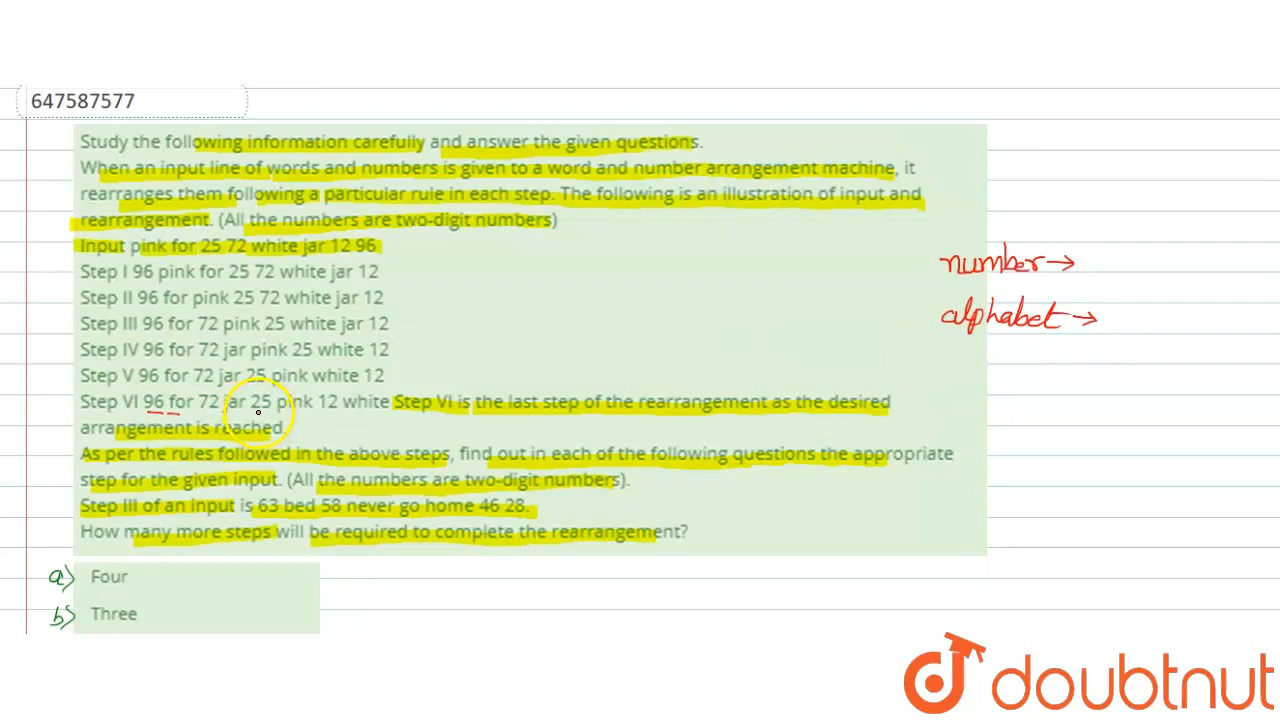 647587577
Study the following information carefully and answer the given questions.
When an input line of words and numbers is given to a word and number arrangement machine, it
rearranges them following a particular rule in each step. The following is an illustration of input and
rearrangement. (All the numbers are two-digit numbers)
Input pink for 25 72 white jar 12 96
Step I 96 pink for 25 72 white jar 12
Step II 96 for pink 25 72 white jar 12
Step III 96 for 72 pink 25 white jar 12
Step IV 96 for 72 jar pink 25 white 12
Step V 96 for 72 jar 25 pink white 12
Step VI 96 for 72 jar 25 pink 12 white Step VI is the last step of the rearrangement as the desired
arrangement is reached.
As per the rules followed in the above steps, find out in each of the following questions the appropriate
step for the given input. (All the numbers are two-digit numbers).
Step III of an input is 63 bed 58 never go home 46 28.
How many more steps will be required to complete the rearrangement?
a) Four
b) Three
number→
alphabet→
doubtnut